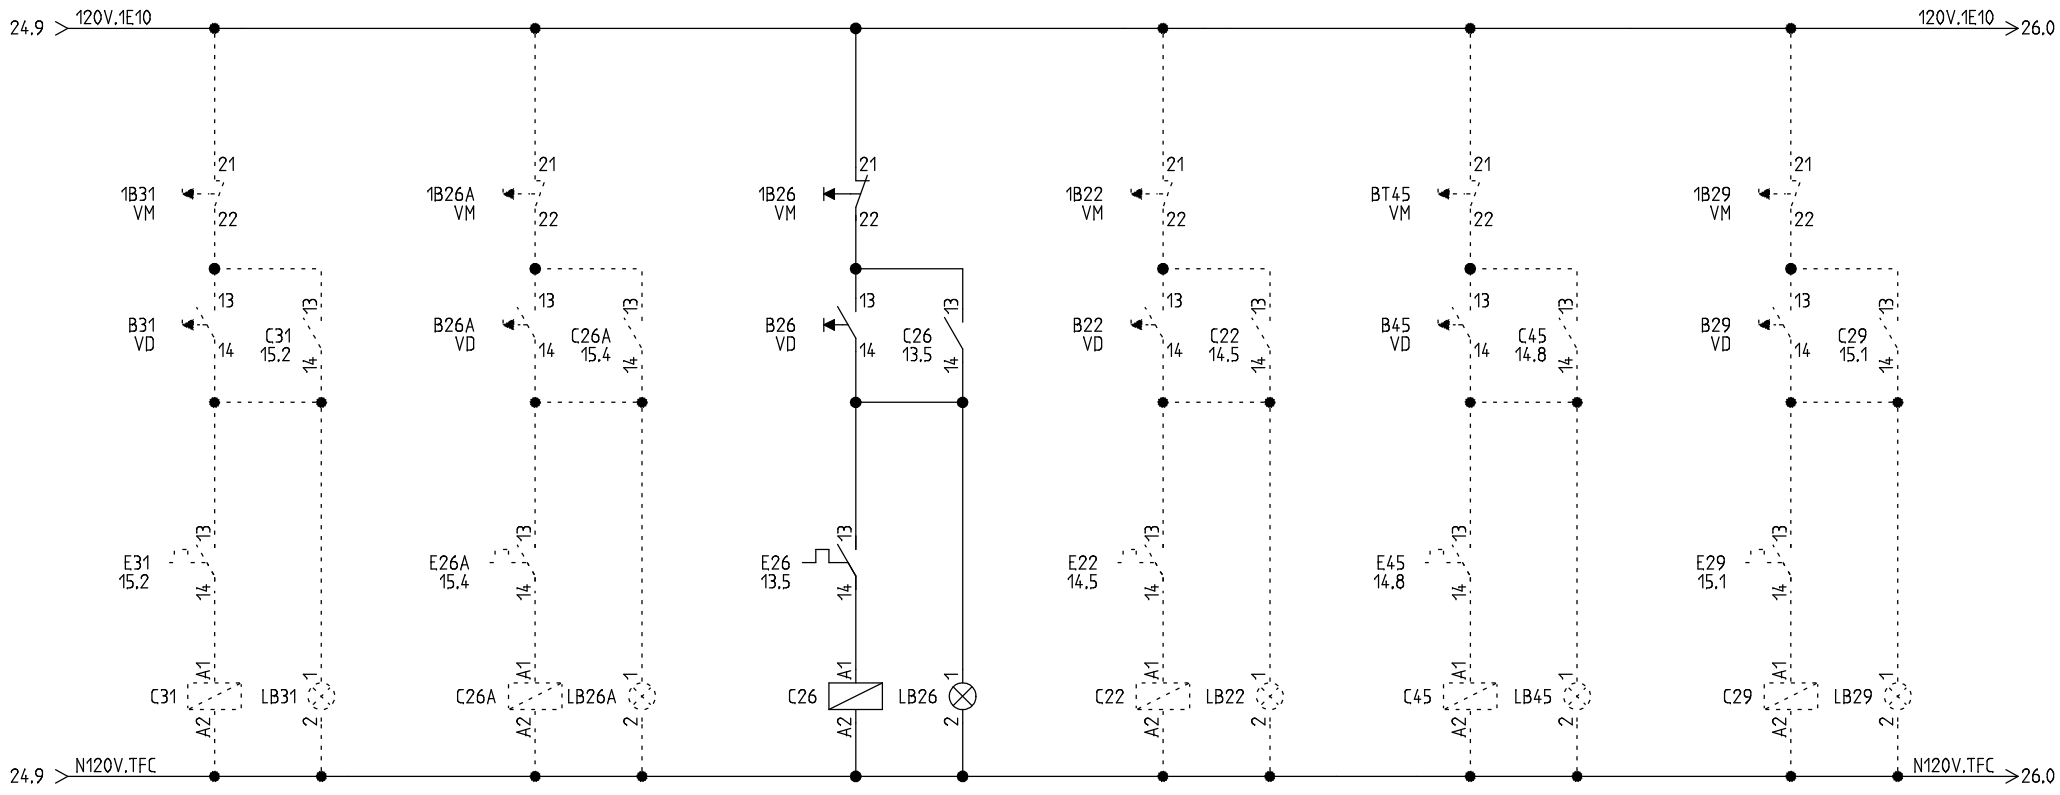 120V.1E10
120V.1E10
24.9
26.0
21
21
21
21
21
21
1B31
VM
1B26A
VM
1B26
VM
1B22
VM
BT45
VM
1B29
VM
22
22
22
22
22
22
13
13
13
13
13
13
13
13
13
13
13
13
B31
VD
C31
15.2
B26A
VD
C26A
15.4
B26
VD
C26
13.5
B22
VD
C22
14.5
B45
VD
C45
14.8
B29
VD
C29
15.1
14
14
14
14
14
14
14
14
14
14
14
14
13
13
13
13
13
13
E31
15.2
E26A
15.4
E26
13.5
E22
14.5
E45
14.8
E29
15.1
14
14
14
14
14
14
A1
1
A1
1
A1
1
A1
1
A1
1
A1
1
C31
LB31
C26A
LB26A
C26
LB26
C22
LB22
C45
LB45
C29
LB29
A2
2
A2
2
A2
2
A2
2
A2
2
A2
2
N120V.TFC
N120V.TFC
24.9
26.0